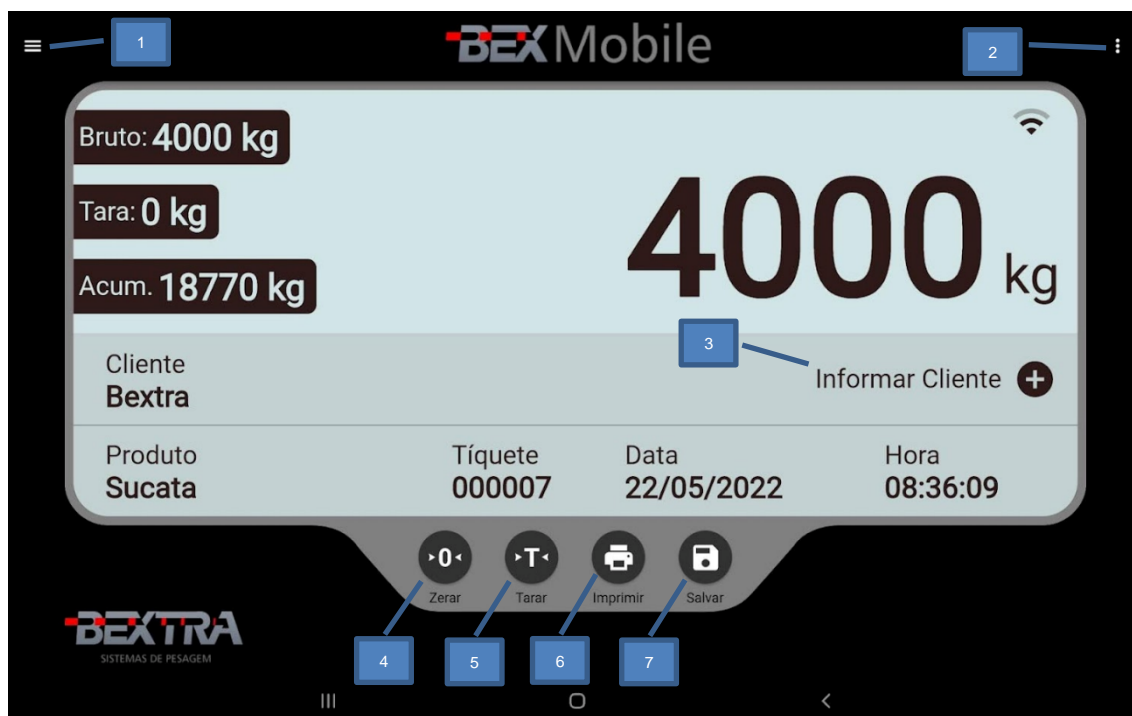 1
BEX Mobile
2
Bruto: 4000 kg
Tara: 0 kg
4000 kg
Acum. 18770 kg
3
Cliente
Bextra
Informar Cliente
Produto
Sucata
Tíquete
000007
Data
22/05/2022
Hora
08:36:09
0
T
Zerar
Tarar
Imprimir
Salvar
BEXTRA
SISTEMAS DE PESAGEM
4
5
6
7